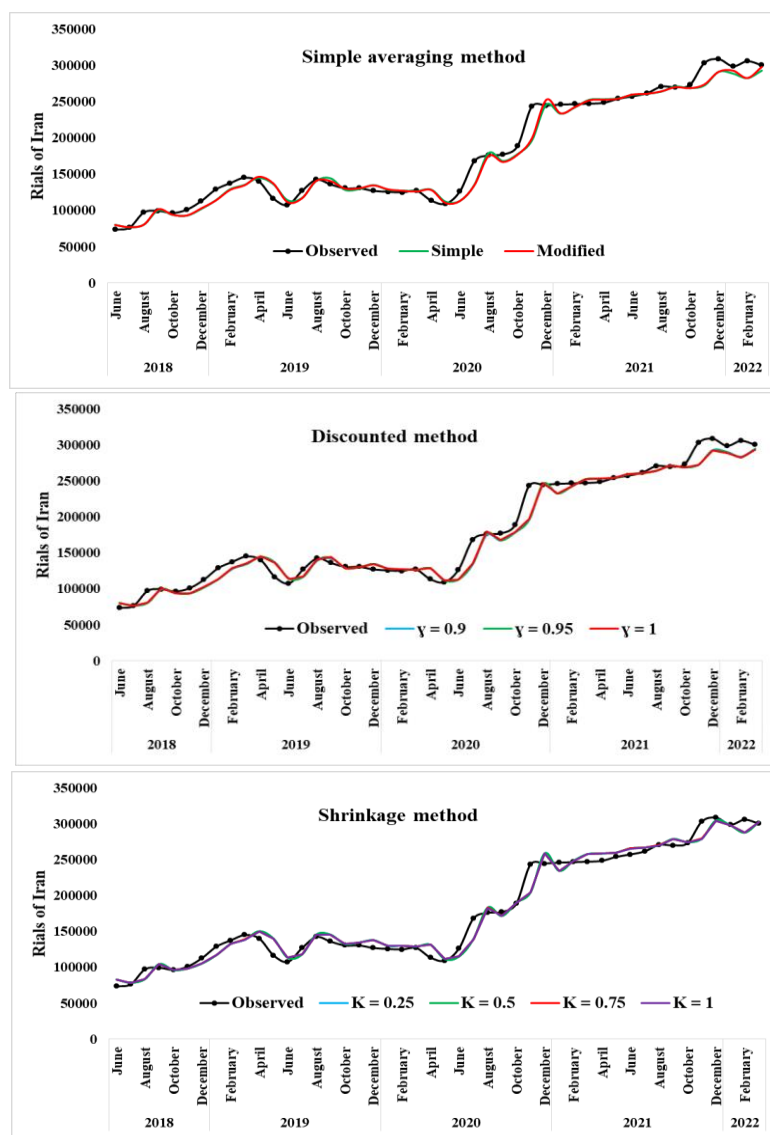 Simple averaging method
Rials of Iran
350000
300000
250000
200000
150000
100000
50000
0
Observed Simple Modified
June August October December February April June August October December February April June August October December February April June August October December February
2018 2019 2020 2021 2022
Discounted method
Rials of Iran
350000
300000
250000
200000
150000
100000
50000
0
Observed ɣ = 0.9 ɣ = 0.95 ɣ = 1
June August October December February April June August October December February April June August October December February April June August October December February
2018 2019 2020 2021 2022
Shrinkage method
Rials of Iran
350000
300000
250000
200000
150000
100000
50000
0
Observed K = 0.25 K = 0.5 K = 0.75 K = 1
June August October December February April June August October December February April June August October December February April June August October December February
2018 2019 2020 2021 2022